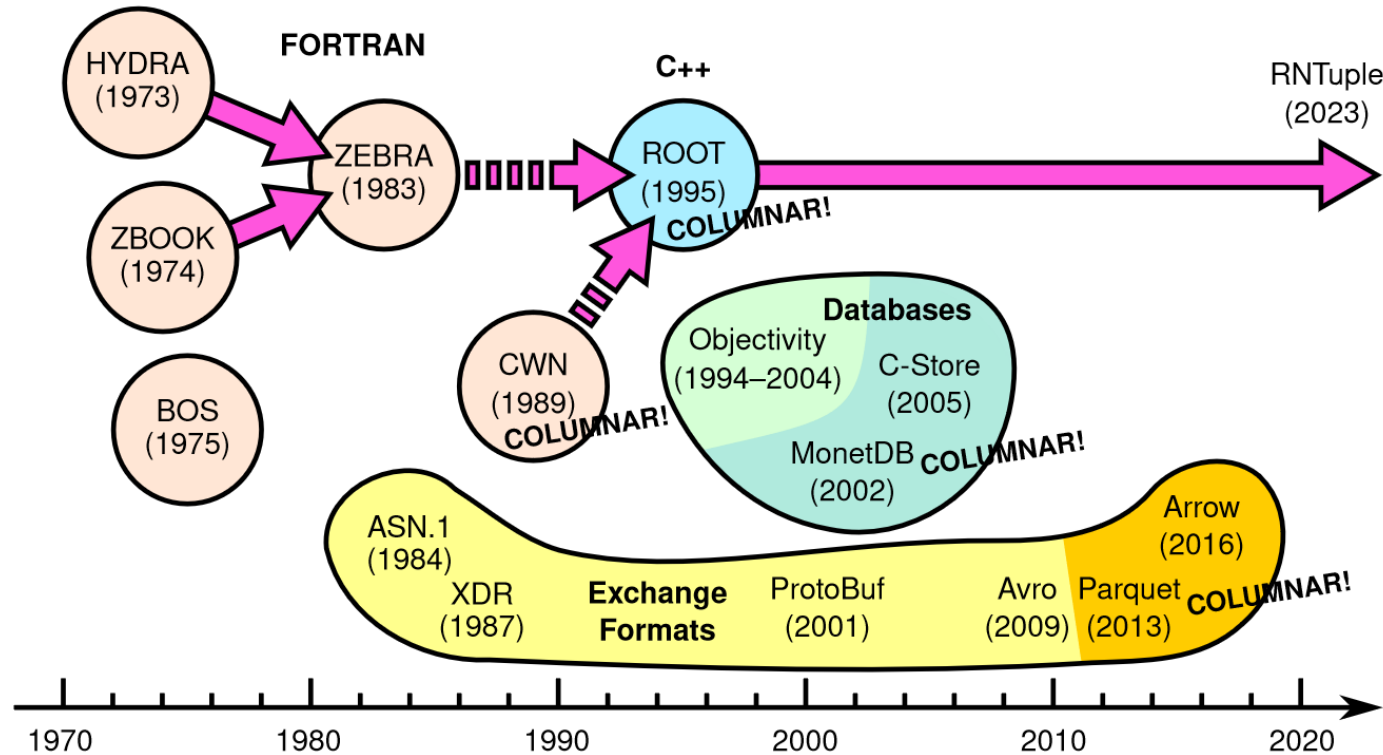 HYDRA
(1973)
FORTRAN
C++
RNTuple
(2023)
ZEBRA
(1983)
ROOT
(1995)
COLUMNAR!
ZBOOK
(1974)
Databases
Objectivity
(1994–2004)
C-Store
(2005)
MonetDB
(2002)
COLUMNAR!
CWN
(1989)
COLUMNAR!
BOS
(1975)
ASN.1
(1984)
XDR
(1987)
Exchange
Formats
ProtoBuf
(2001)
Avro
(2009)
Parquet
(2013)
Arrow
(2016)
COLUMNAR!
1970
1980
1990
2000
2010
2020